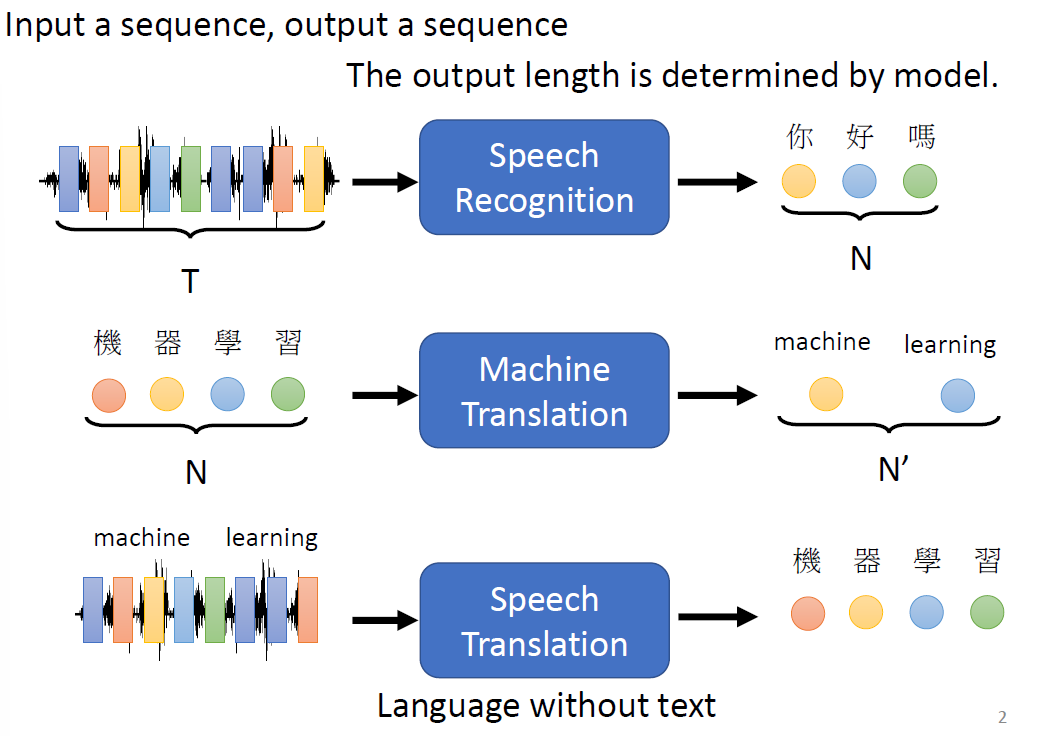 Input a sequence, output a sequence
The output length is determined by model.
Speech
Recognition
你 好 嗎
T
N
機 器 學 習
Machine
Translation
machine learning
N
N’
machine learning
Speech
Translation
機 器 學 習
Language without text
2